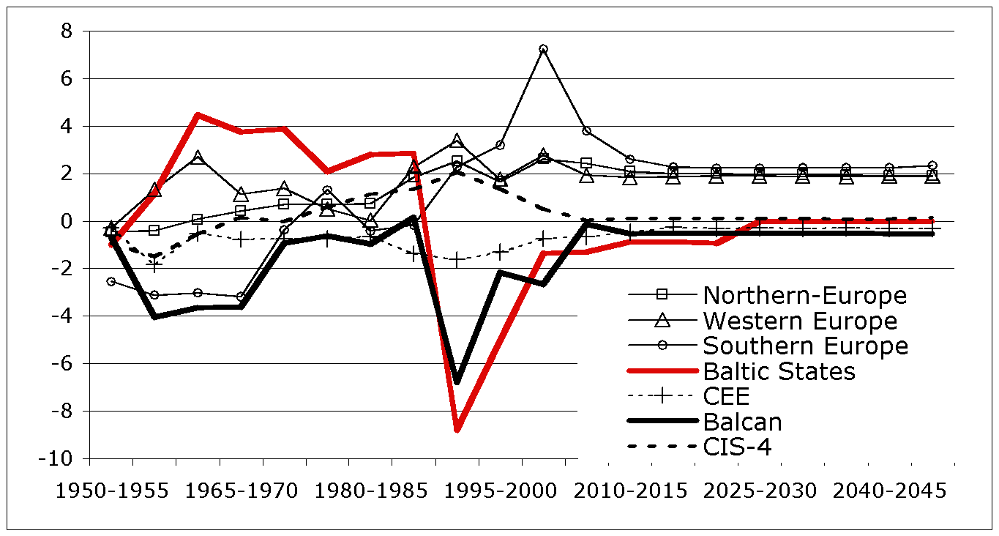 8
6
4
2
0
-2
-4
-6
-8
-10
1950-1955 1965-1970 1980-1985 1995-2000 2010-2015 2025-2030 2040-2045
Northern-Europe
Western Europe
Southern Europe
Baltic States
CEE
Balcan
CIS-4